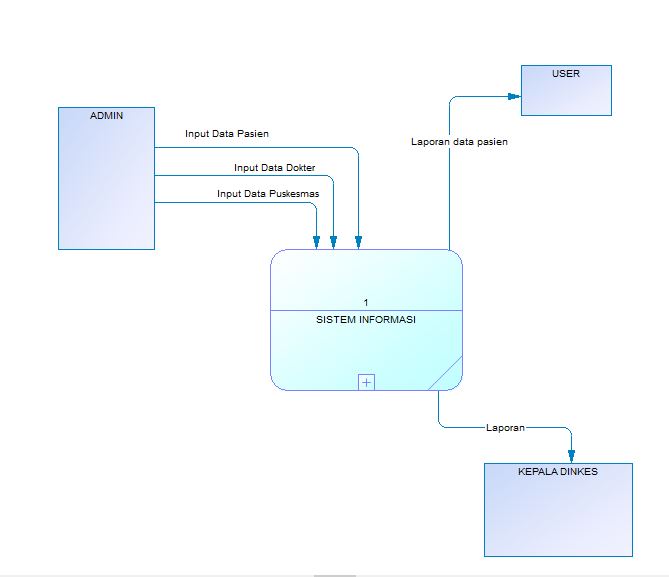 USER
ADMIN
Input Data Pasien
Laporan data pasien
Input Data Dokter
Input Data Puskesmas
1
SISTEM INFORMASI
Laporan
KEPALA DINKES